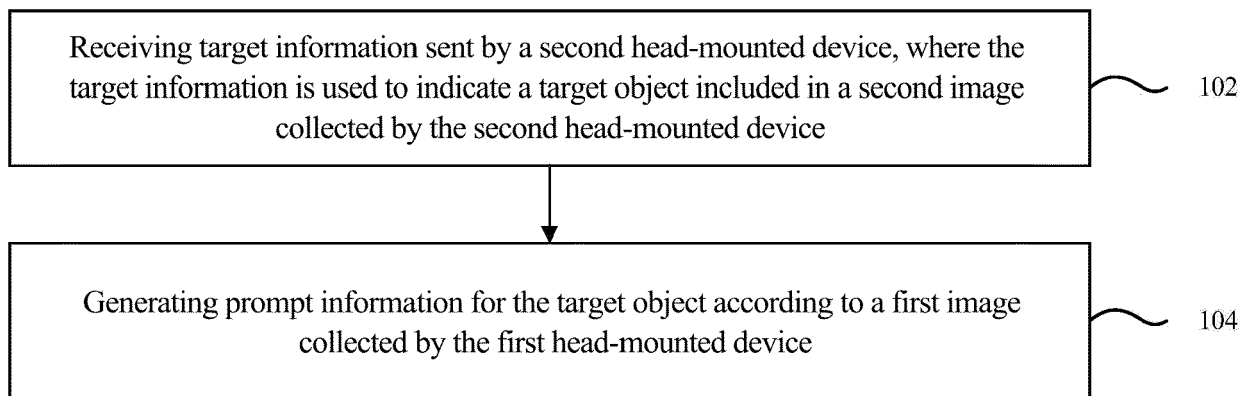 Receiving target information sent by a second head-mounted device, where the
target information is used to indicate a target object included in a second image
collected by the second head-mounted device
102
Generating prompt information for the target object according to a first image
collected by the first head-mounted device
104